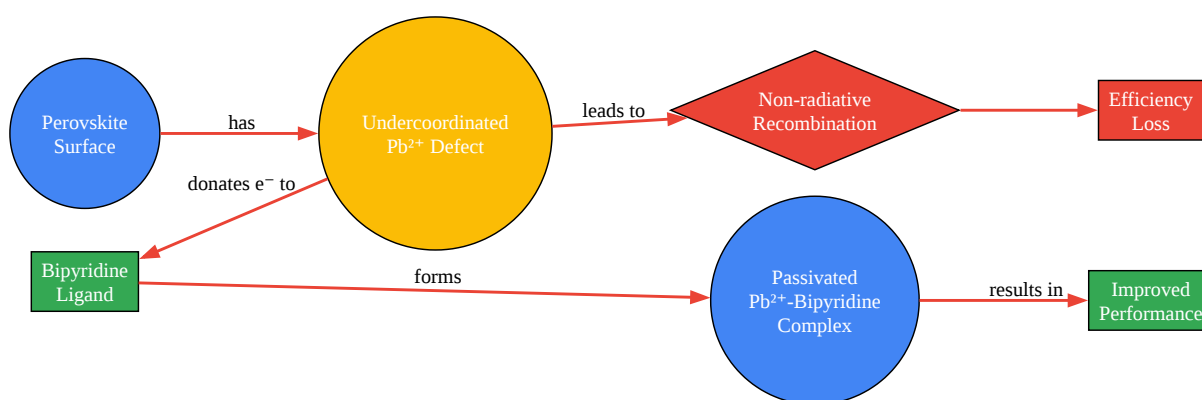 Perovskite
Surface
has
Undercoordinated
Pb²⁺ Defect
leads to
Non-radiative
Recombination
Efficiency
Loss
donates e⁻ to
Bipyridine
Ligand
forms
Passivated
Pb²⁺-Bipyridine
Complex
results in
Improved
Performance